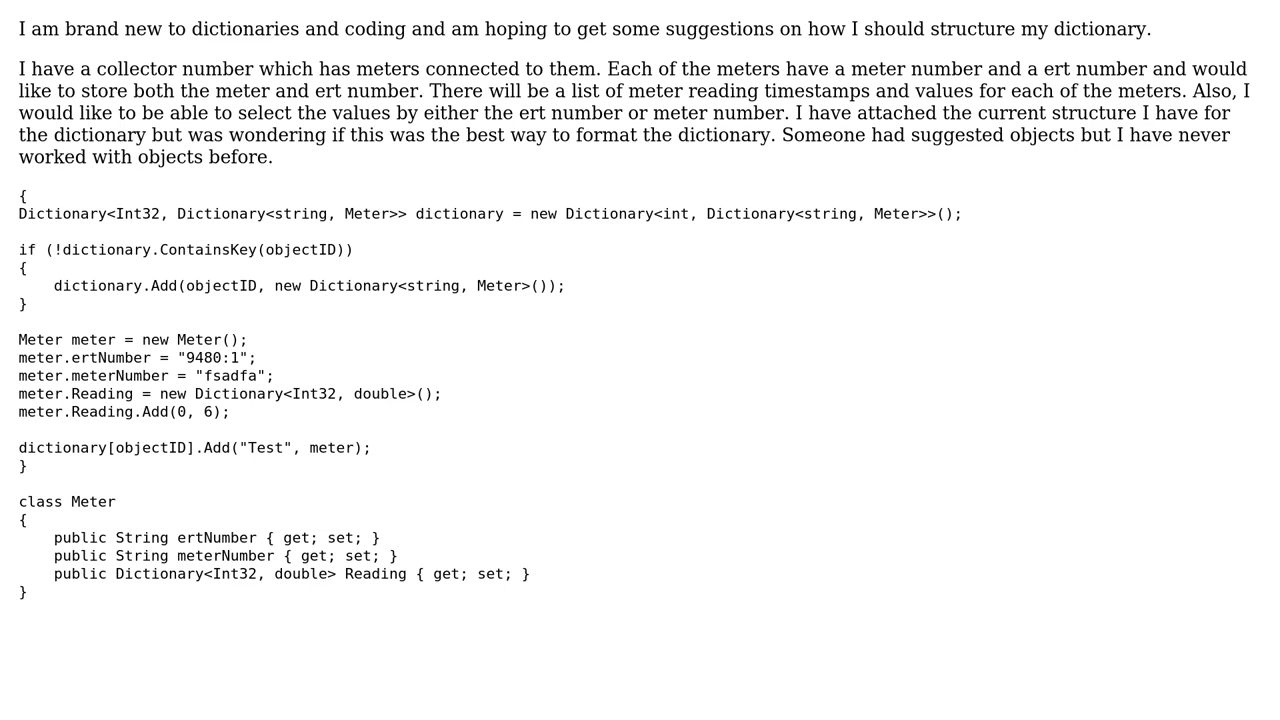 I am brand new to dictionaries and coding and am hoping to get some suggestions on how I should structure my dictionary.
I have a collector number which has meters connected to them. Each of the meters have a meter number and a ert number and would
like to store both the meter and ert number. There will be a list of meter reading timestamps and values for each of the meters. Also, I
would like to be able to select the values by either the ert number or meter number. I have attached the current structure I have for
the dictionary but was wondering if this was the best way to format the dictionary. Someone had suggested objects but I have never
worked with objects before.
{
Dictionary<Int32, Dictionary<string, Meter>> dictionary = new Dictionary<int, Dictionary<string, Meter>>();
if (!dictionary.ContainsKey(objectID))
{
    dictionary.Add(objectID, new Dictionary<string, Meter>());
}
Meter meter = new Meter();
meter.ertNumber = "9480:1";
meter.meterNumber = "fsadfa";
meter.Reading = new Dictionary<Int32, double>();
meter.Reading.Add(0, 6);
dictionary[objectID].Add("Test", meter);
}
class Meter
{
    public String ertNumber { get; set; }
    public String meterNumber { get; set; }
    public Dictionary<Int32, double> Reading { get; set; }
}